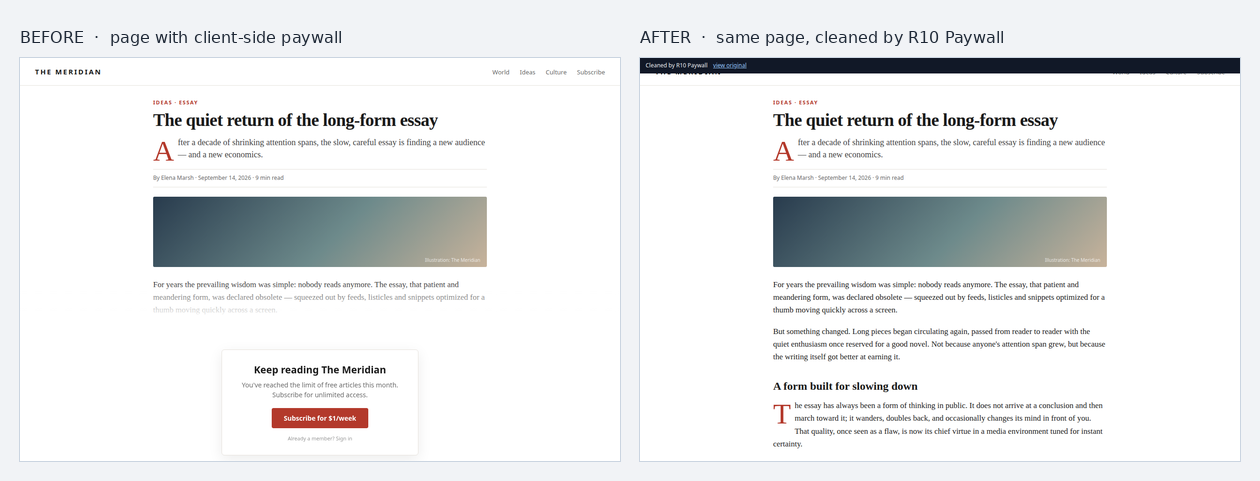 BEFORE · page with client-side paywall
THE MERIDIAN
World Ideas Culture Subscribe
IDEAS · ESSAY
The quiet return of the long-form essay
After a decade of shrinking attention spans, the slow, careful essay is finding a new audience
— and a new economics.
By Elena Marsh · September 14, 2026 · 9 min read
Illustration: The Meridian
For years the prevailing wisdom was simple: nobody reads anymore. The essay, that patient and
meandering form, was declared obsolete — squeezed out by feeds, listicles and snippets optimized for a
thumb moving quickly across a screen.
Keep reading The Meridian
You've reached the limit of free articles this month.
Subscribe for unlimited access.
Subscribe for $1/week
Already a member? Sign in
AFTER · same page, cleaned by R10 Paywall
Cleaned by R10 Paywall view original
IDEAS · ESSAY
The quiet return of the long-form essay
After a decade of shrinking attention spans, the slow, careful essay is finding a new audience
— and a new economics.
By Elena Marsh · September 14, 2026 · 9 min read
Illustration: The Meridian
For years the prevailing wisdom was simple: nobody reads anymore. The essay, that patient and
meandering form, was declared obsolete — squeezed out by feeds, listicles and snippets optimized for a
thumb moving quickly across a screen.
But something changed. Long pieces began circulating again, passed from reader to reader with the
quiet enthusiasm once reserved for a good novel. Not because anyone's attention span grew, but because
the writing itself got better at earning it.
A form built for slowing down
The essay has always been a form of thinking in public. It does not arrive at a conclusion and then
march toward it; it wanders, doubles back, and occasionally changes its mind in front of you.
That quality, once seen as a flaw, is now its chief virtue in a media environment tuned for instant
certainty.